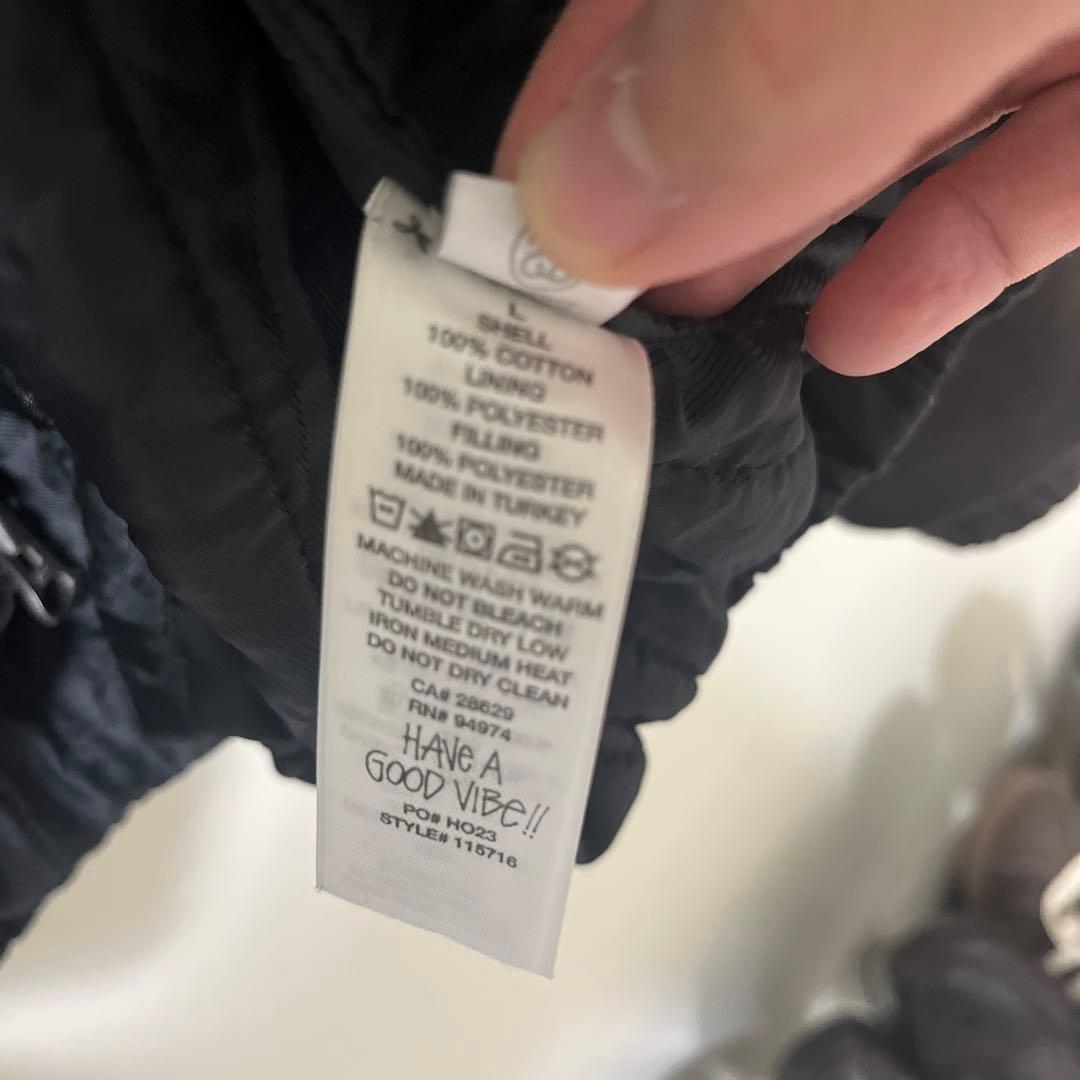 L
SHELL
100% COTTON
LINING
100% POLYESTER
FILLING
100% POLYESTER
MADE IN TURKEY
MACHINE WASH WARM
DO NOT BLEACH
TUMBLE DRY LOW
IRON MEDIUM HEAT
DO NOT DRY CLEAN
CA# 28629
RN# 94974
HAVE A
GOOD VIBE!!
PO# HO23
STYLE# 115716